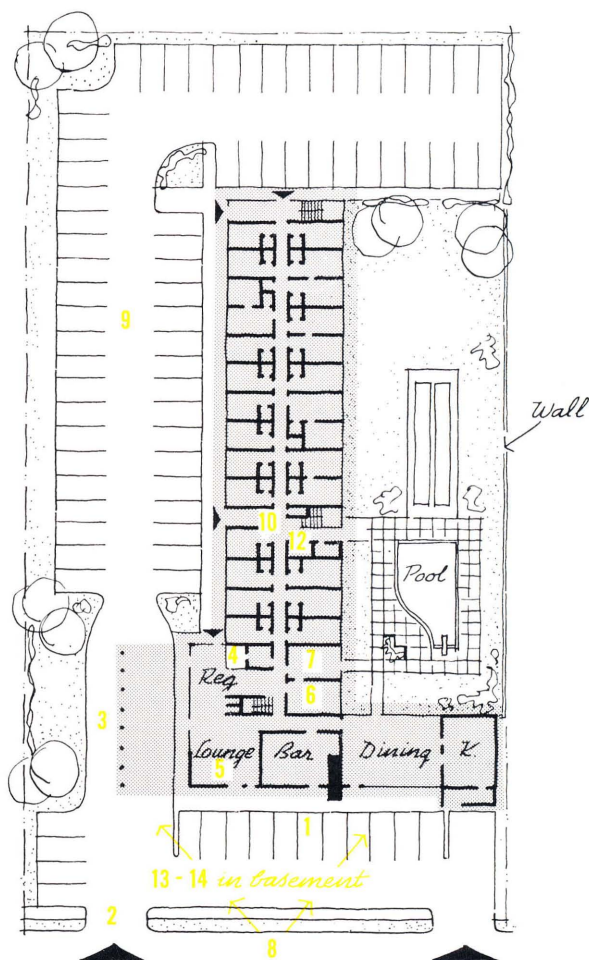 9
Wall
10
12
Pool
4
7
Reg
6
3
Lounge
Bar
Dining
K.
5
1
13 - 14 in basement
2
8